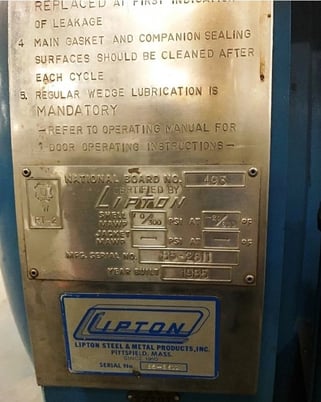 REPLACED AT FIRST INDICATION
OF LEAKAGE
4. MAIN GASKET AND COMPANION SEALING
SURFACES SHOULD BE CLEANED AFTER
EACH CYCLE
5. REGULAR WEDGE LUBRICATION IS
MANDATORY
—REFER TO OPERATING MANUAL FOR
DOOR OPERATING INSTRUCTIONS—
NATIONAL BOARD NO.
CERTIFIED BY
LIPTON
SHELL
MAWP PSI AT °F
JACKET
MAWP PSI AT °F
MFG. SERIAL NO.
YEAR BUILT
LIPTON
LIPTON STEEL & METAL PRODUCTS, INC.
PITTSFIELD, MASS.
SINCE 1910
SERIAL No.